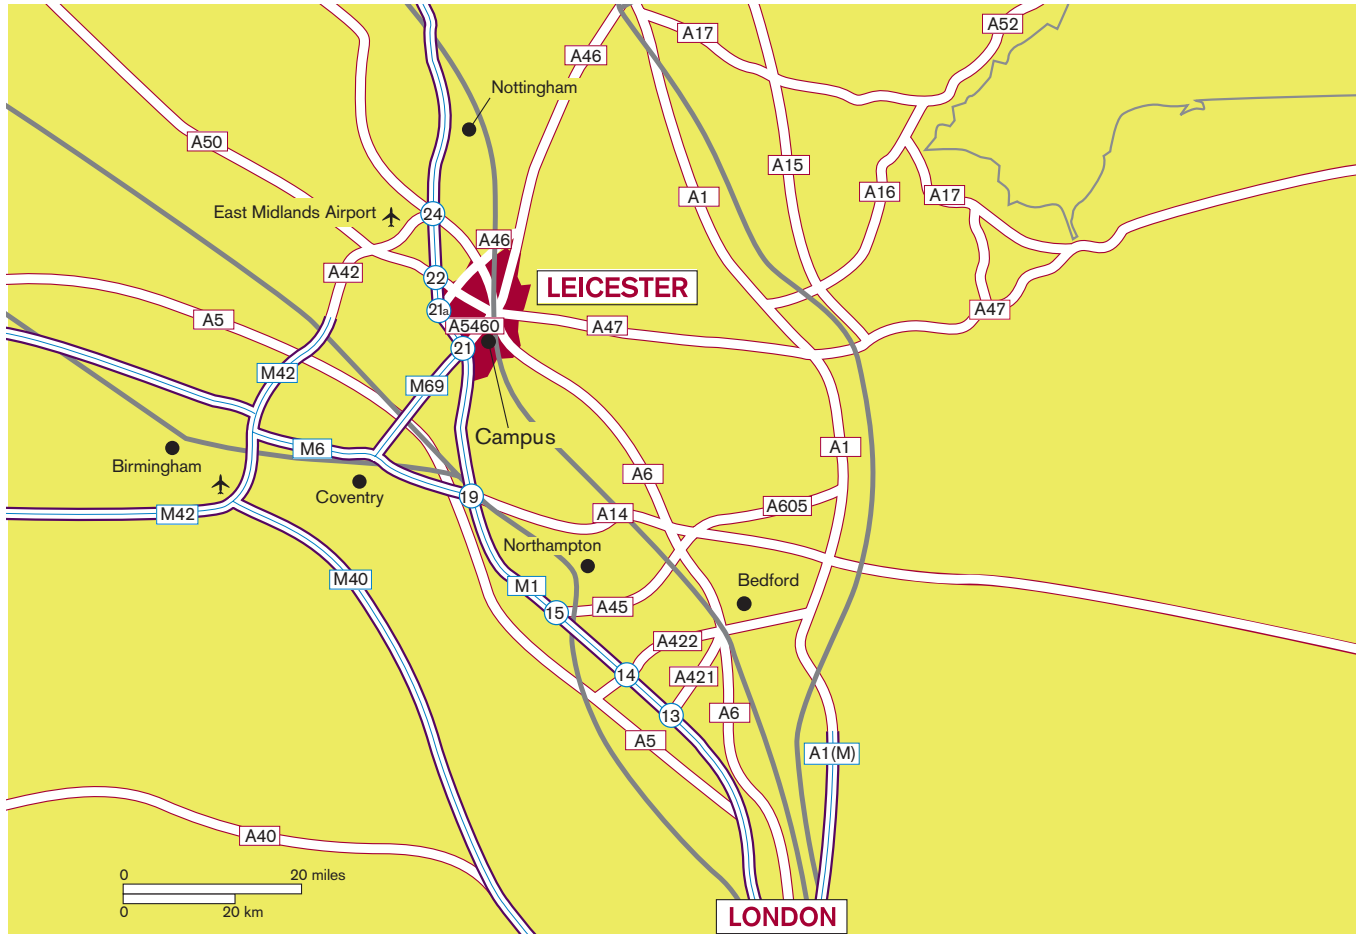 A52
A17
A46
Nottingham
A50
A15
A16
A17
A1
East Midlands Airport
24
A46
A42
22
LEICESTER
21a
A47
A5
A5460
A47
21
M42
M69
Campus
M6
A1
Birmingham
A6
Coventry
19
A605
M42
A14
Northampton
M40
M1
Bedford
15
A45
A422
14
A421
13
A6
A5
A1(M)
A40
0
20 miles
0
20 km
LONDON